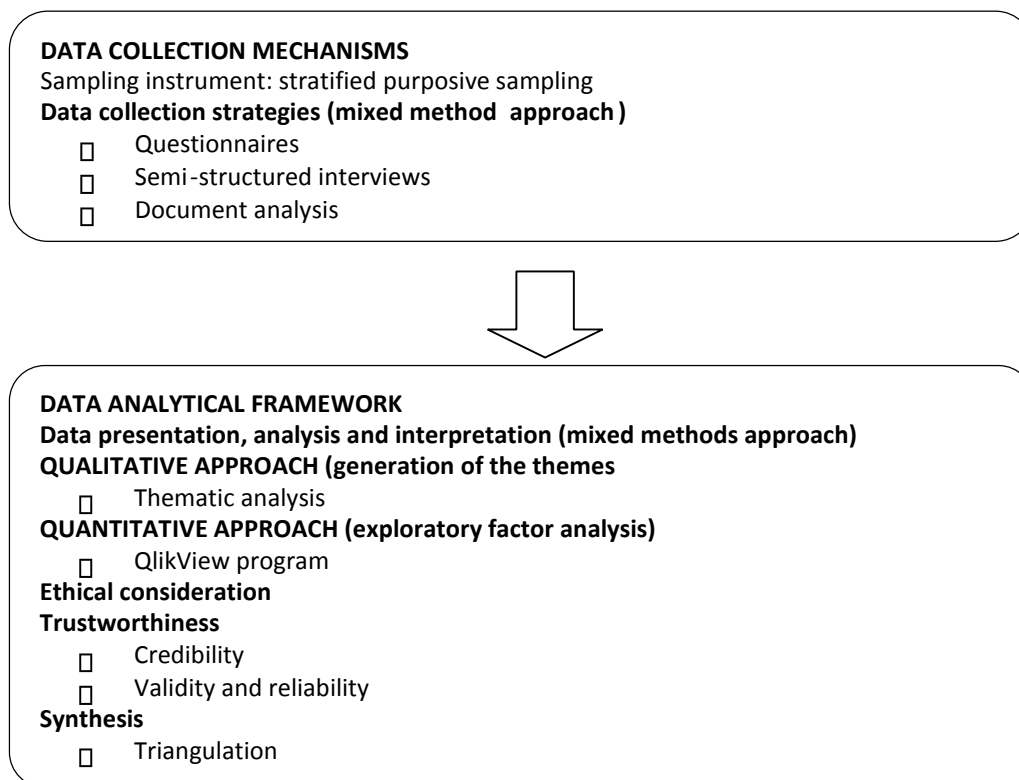 DATA COLLECTION MECHANISMS
Sampling instrument: stratified purposive sampling
Data collection strategies (mixed method approach)
Questionnaires
Semi-structured interviews
Document analysis
DATA ANALYTICAL FRAMEWORK
Data presentation, analysis and interpretation (mixed methods approach)
QUALITATIVE APPROACH (generation of the themes
Thematic analysis
QUANTITATIVE APPROACH (exploratory factor analysis)
QlikView program
Ethical consideration
Trustworthiness
Credibility
Validity and reliability
Synthesis
Triangulation